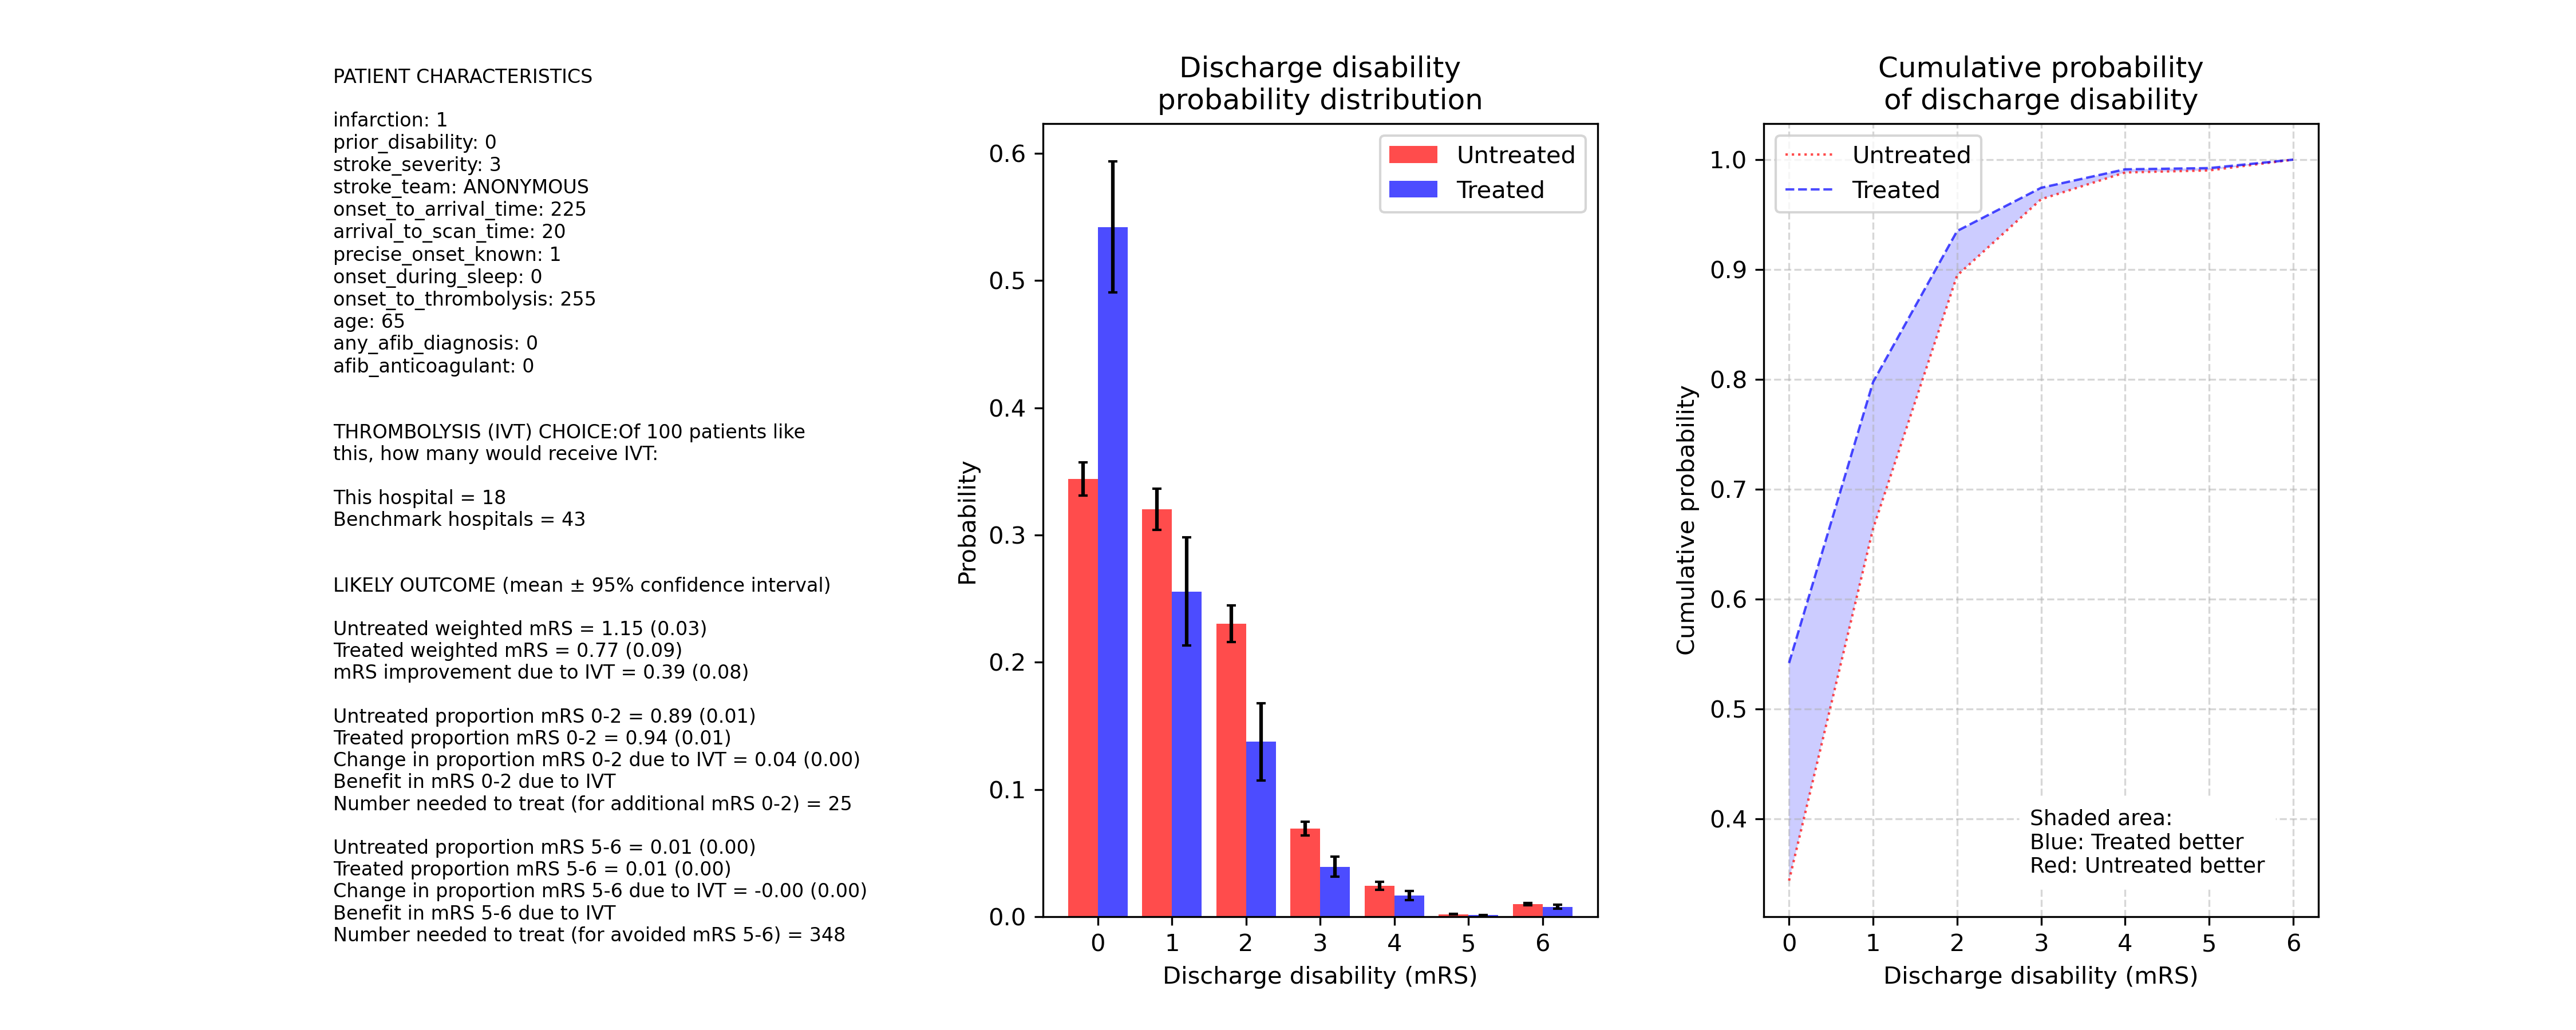 PATIENT CHARACTERISTICS
infarction: 1
prior_disability: 0
stroke_severity: 3
stroke_team: ANONYMOUS
onset_to_arrival_time: 225
arrival_to_scan_time: 20
precise_onset_known: 1
onset_during_sleep: 0
onset_to_thrombolysis: 255
age: 65
any_afib_diagnosis: 0
afib_anticoagulant: 0
THROMBOLYSIS (IVT) CHOICE:Of 100 patients like
this, how many would receive IVT:
This hospital = 18
Benchmark hospitals = 43
LIKELY OUTCOME (mean ± 95% confidence interval)
Untreated weighted mRS = 1.15 (0.03)
Treated weighted mRS = 0.77 (0.09)
mRS improvement due to IVT = 0.39 (0.08)
Untreated proportion mRS 0-2 = 0.89 (0.01)
Treated proportion mRS 0-2 = 0.94 (0.01)
Change in proportion mRS 0-2 due to IVT = 0.04 (0.00)
Benefit in mRS 0-2 due to IVT
Number needed to treat (for additional mRS 0-2) = 25
Untreated proportion mRS 5-6 = 0.01 (0.00)
Treated proportion mRS 5-6 = 0.01 (0.00)
Change in proportion mRS 5-6 due to IVT = -0.00 (0.00)
Benefit in mRS 5-6 due to IVT
Number needed to treat (for avoided mRS 5-6) = 348
Discharge disability
probability distribution
Untreated
Treated
Probability
0.6
0.5
0.4
0.3
0.2
0.1
0.0
0 1 2 3 4 5 6
Discharge disability (mRS)
Cumulative probability
of discharge disability
Untreated
Treated
Cumulative probability
1.0
0.9
0.8
0.7
0.6
0.5
0.4
Shaded area:
Blue: Treated better
Red: Untreated better
0 1 2 3 4 5 6
Discharge disability (mRS)